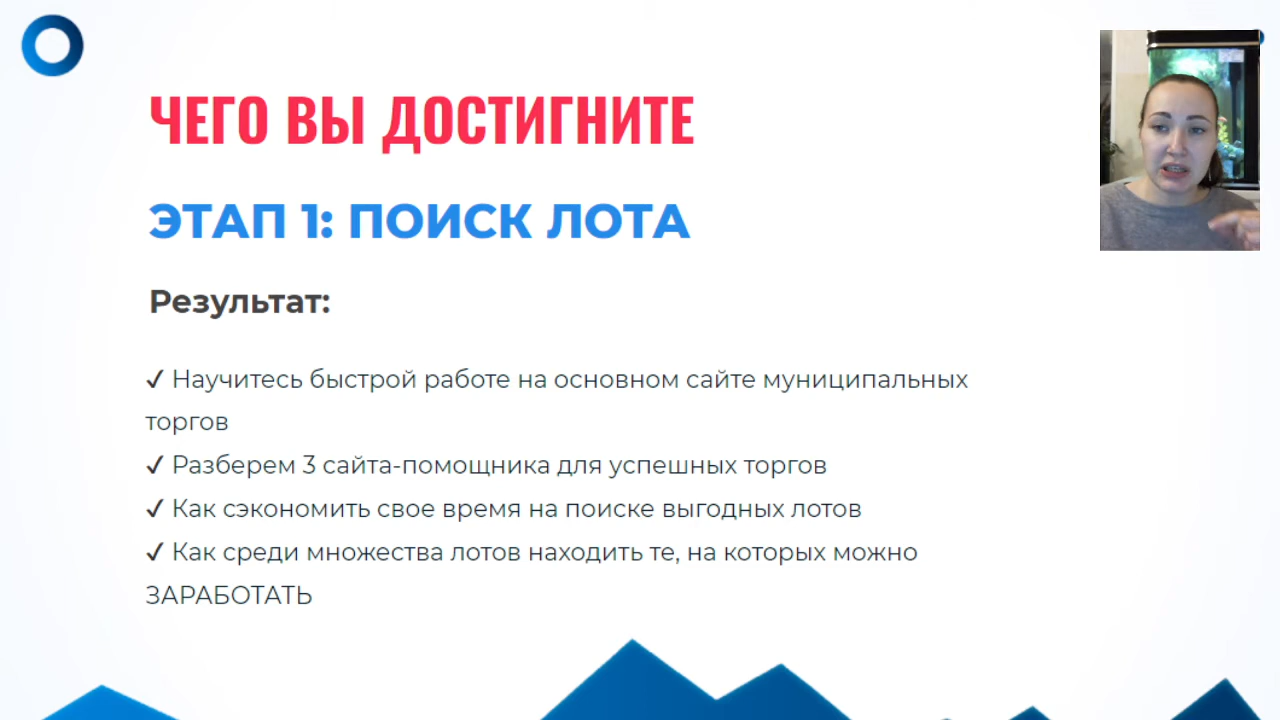 ЧЕГО ВЫ ДОСТИГНИТЕ
ЭТАП 1: ПОИСК ЛОТА
Результат:
✓ Научитесь быстрой работе на основном сайте муниципальных
торгов
✓ Разберем 3 сайта-помощника для успешных торгов
✓ Как сэкономить свое время на поиске выгодных лотов
✓ Как среди множества лотов находить те, на которых можно
ЗАРАБОТАТЬ